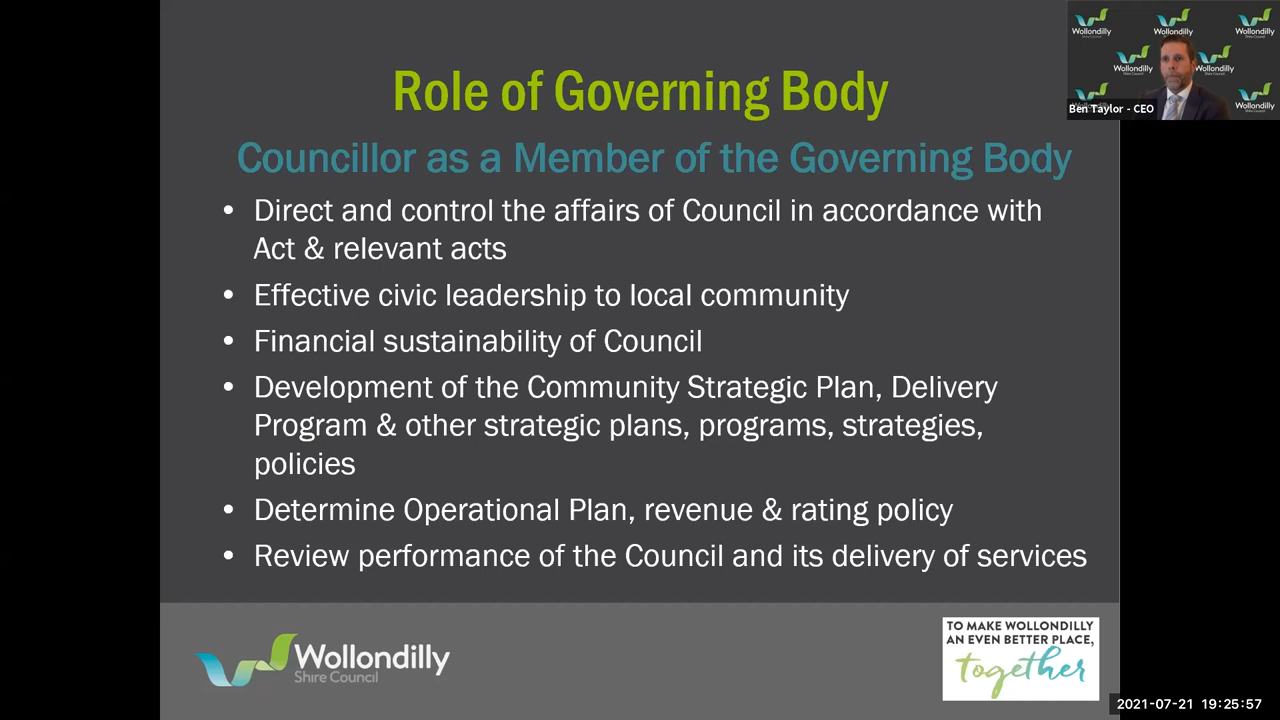 Role of Governing Body
Councillor as a Member of the Governing Body
• Direct and control the affairs of Council in accordance with
Act & relevant acts
• Effective civic leadership to local community
• Financial sustainability of Council
• Development of the Community Strategic Plan, Delivery
Program & other strategic plans, programs, strategies,
policies
• Determine Operational Plan, revenue & rating policy
• Review performance of the Council and its delivery of services
Wollondilly
Shire Council
TO MAKE WOLLONDILLY
AN EVEN BETTER PLACE,
together
Wollondilly
Wollondilly
Wollondilly
Wollondilly
Ben Taylor - CEO
2021-07-21 19:25:57